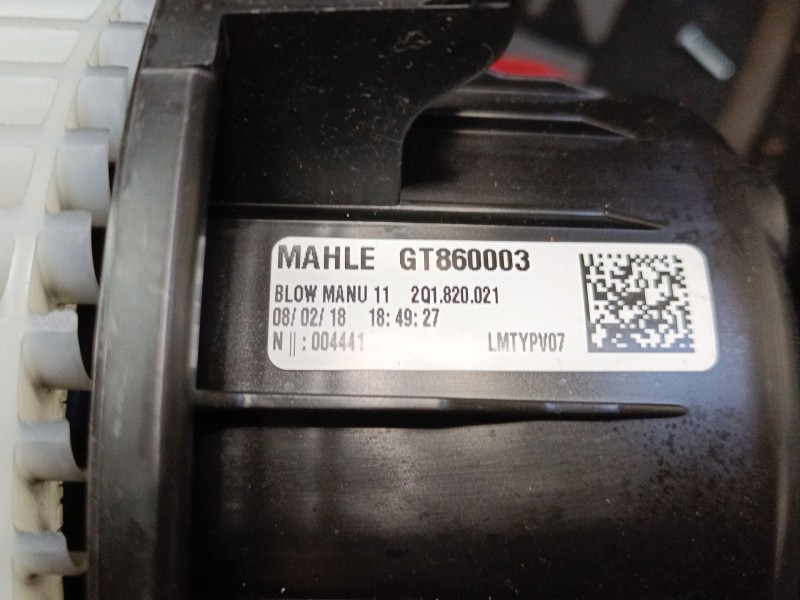 MAHLE GT860003
BLOW MANU 11 2Q1.820.021
08/02/18 18:49:27
N || : 004441 LMTYPV07